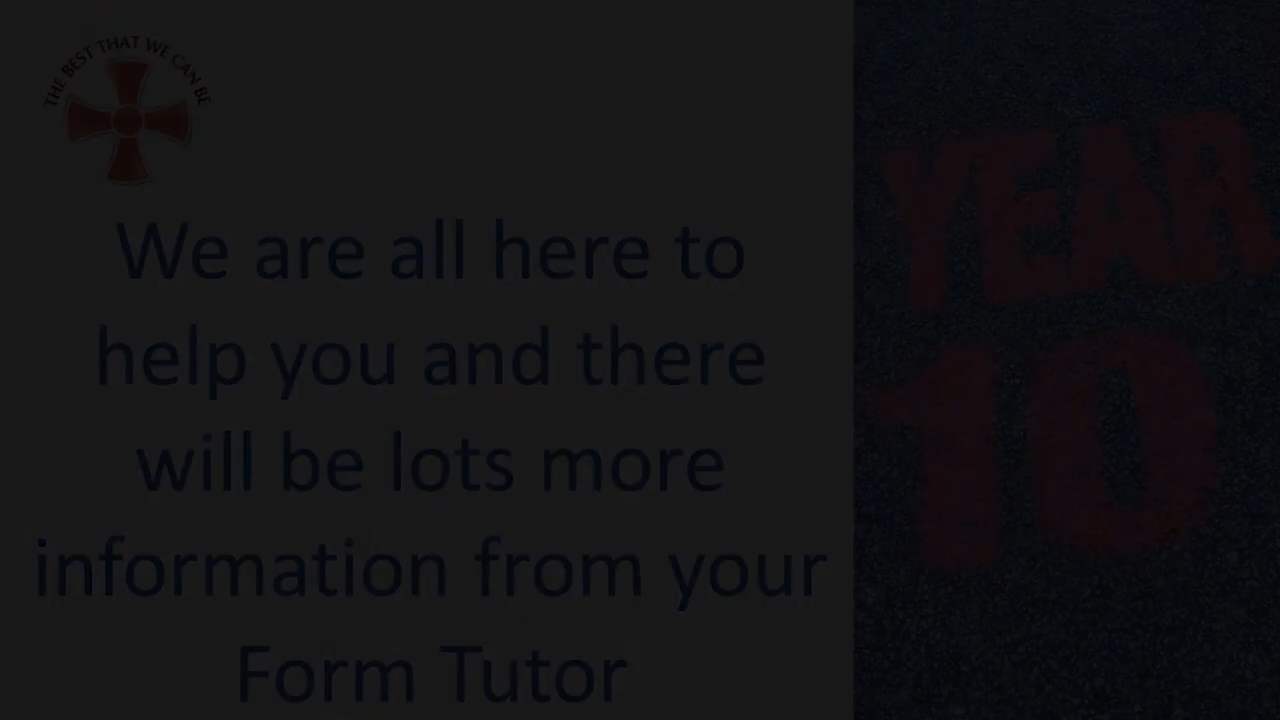 THE BEST THAT WE CAN BE
We are all here to
help you and there
will be lots more
information from your
Form Tutor
YEAR
10